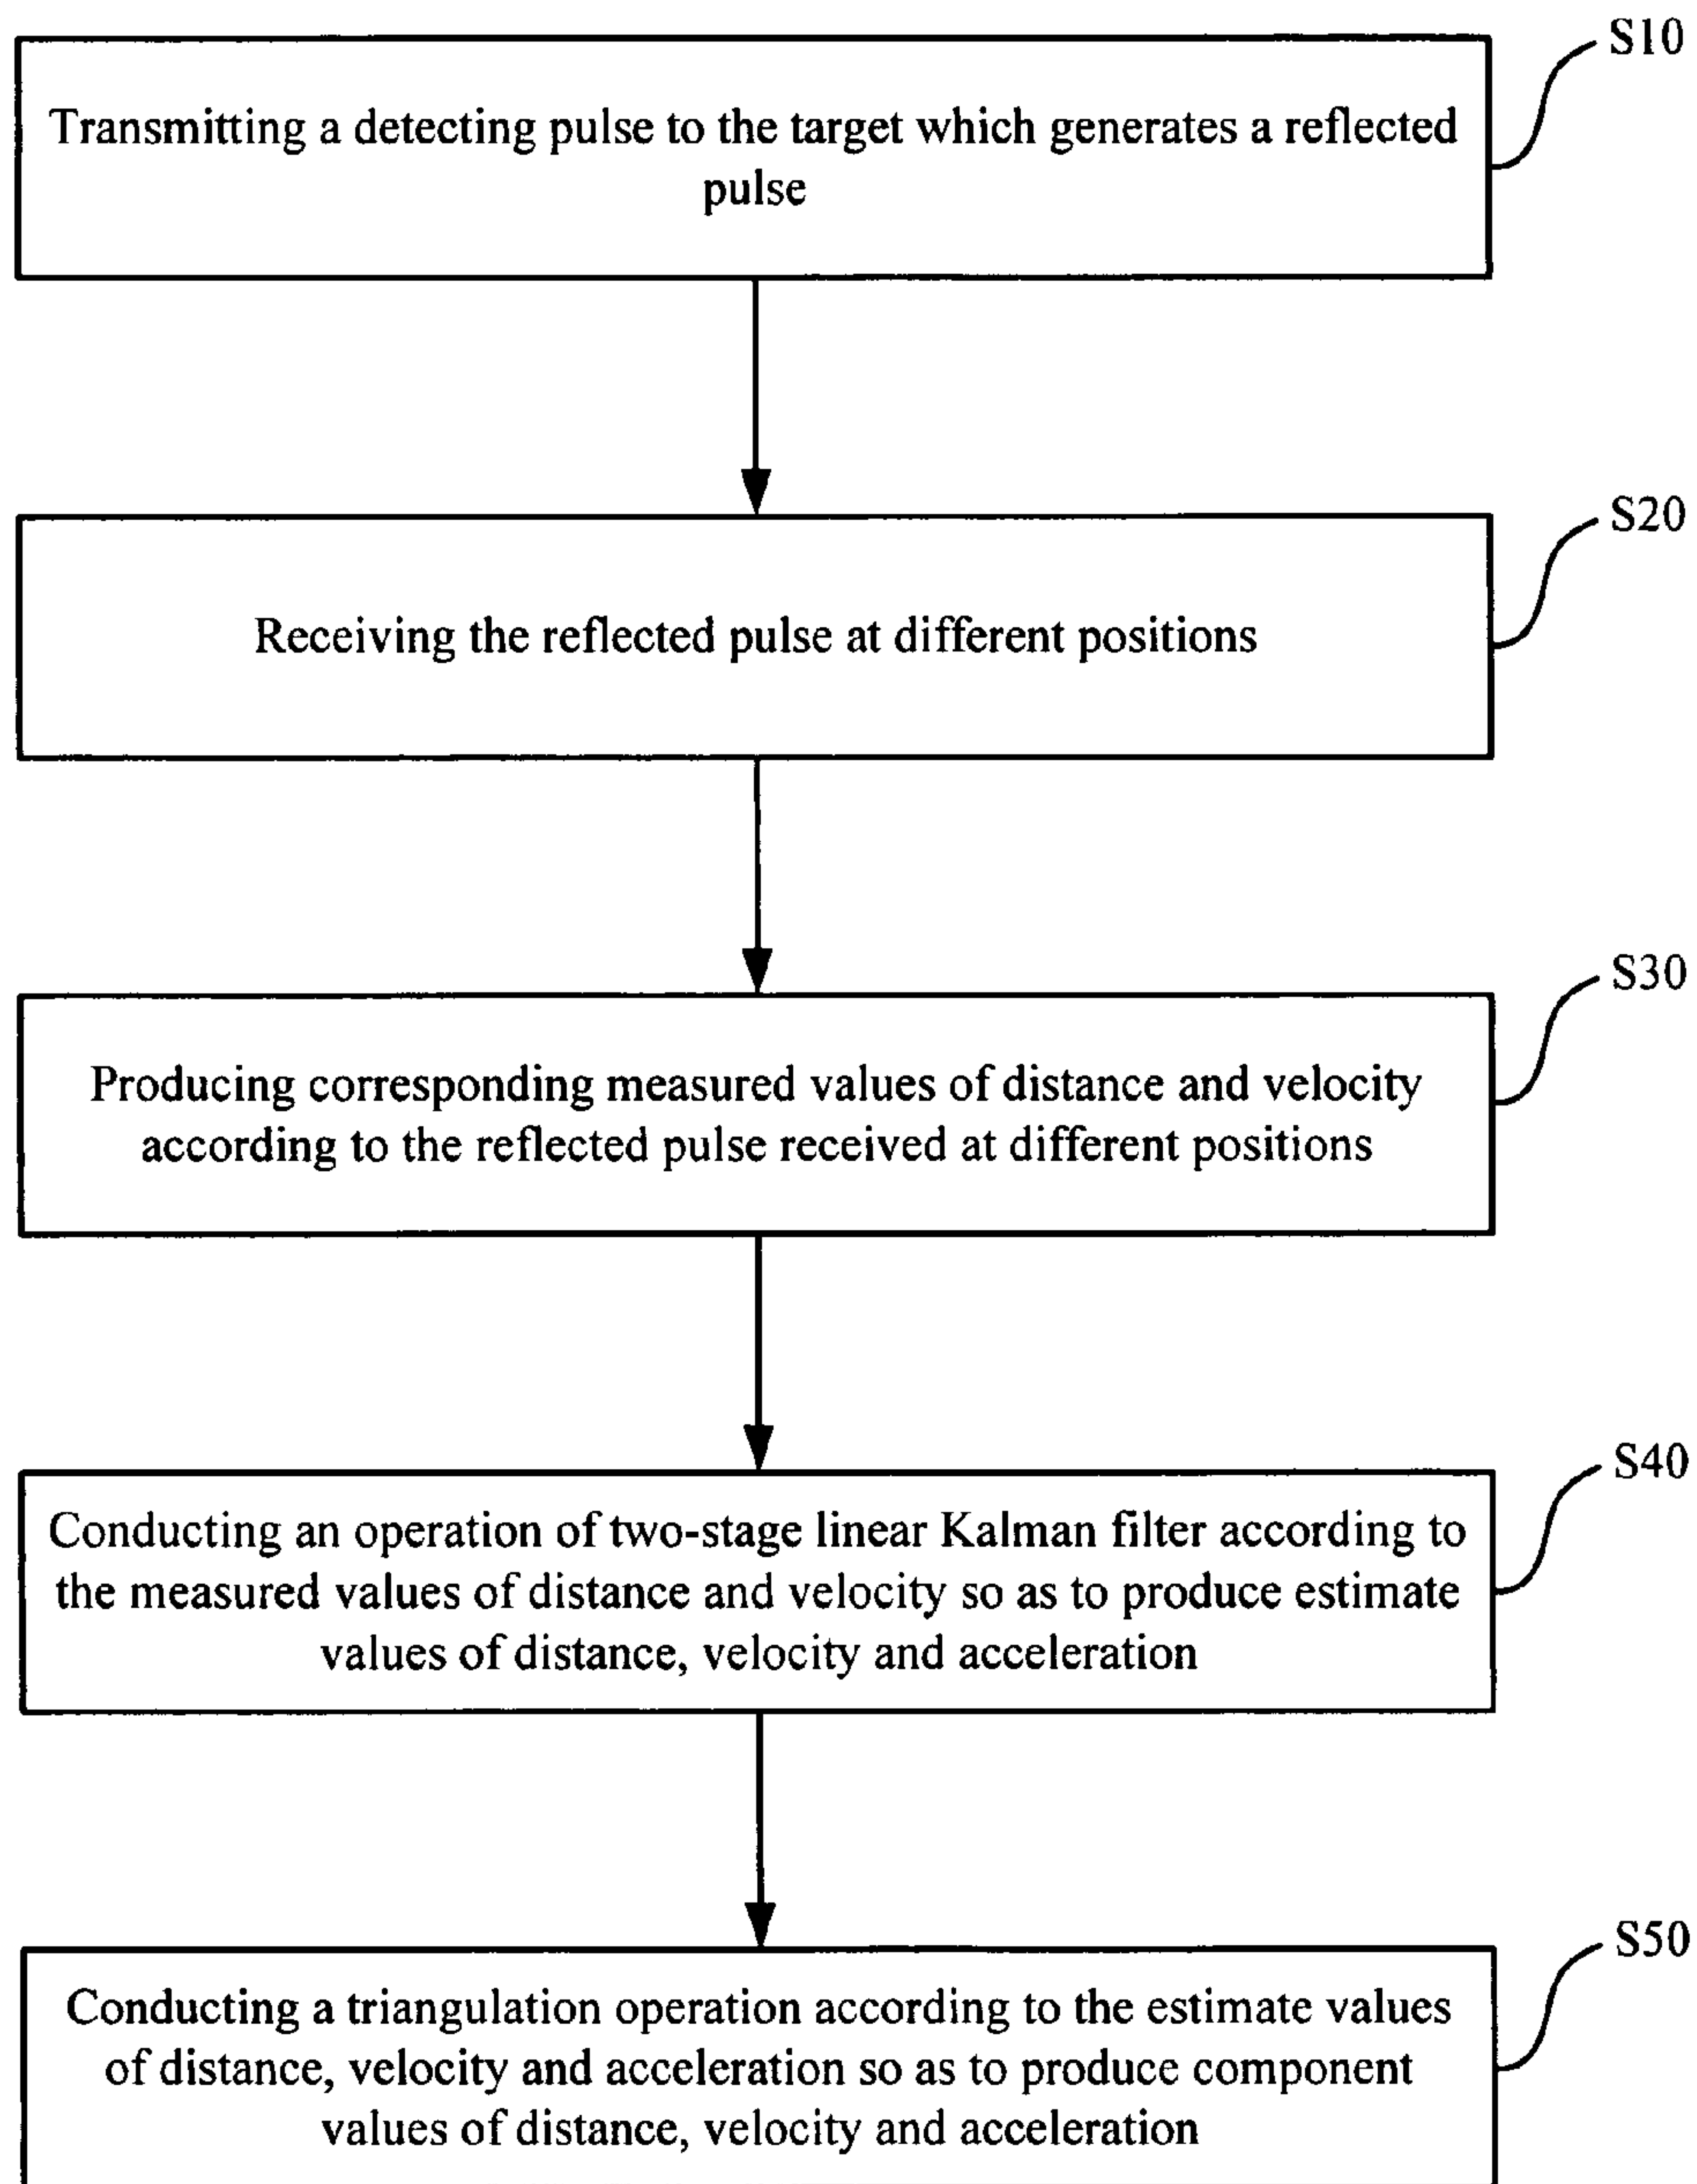 S10
Transmitting a detecting pulse to the target which generates a reflected
pulse
S20
Receiving the reflected pulse at different positions
S30
Producing corresponding measured values of distance and velocity
according to the reflected pulse received at different positions
S40
Conducting an operation of two-stage linear Kalman filter according to
the measured values of distance and velocity so as to produce estimate
values of distance, velocity and acceleration
S50
Conducting a triangulation operation according to the estimate values
of distance, velocity and acceleration so as to produce component
values of distance, velocity and acceleration